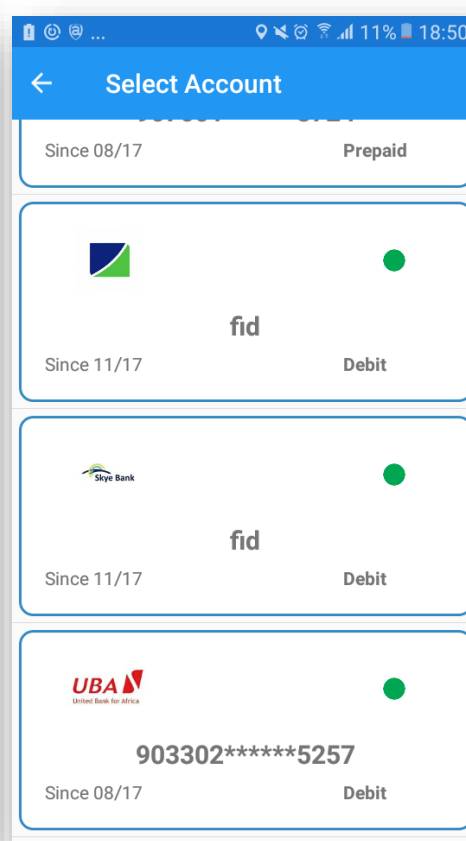 ... 11% 18:50
Select Account
Since 08/17 Prepaid
fid
Since 11/17 Debit
Skye Bank
fid
Since 11/17 Debit
UBA
United Bank for Africa
903302******5257
Since 08/17 Debit